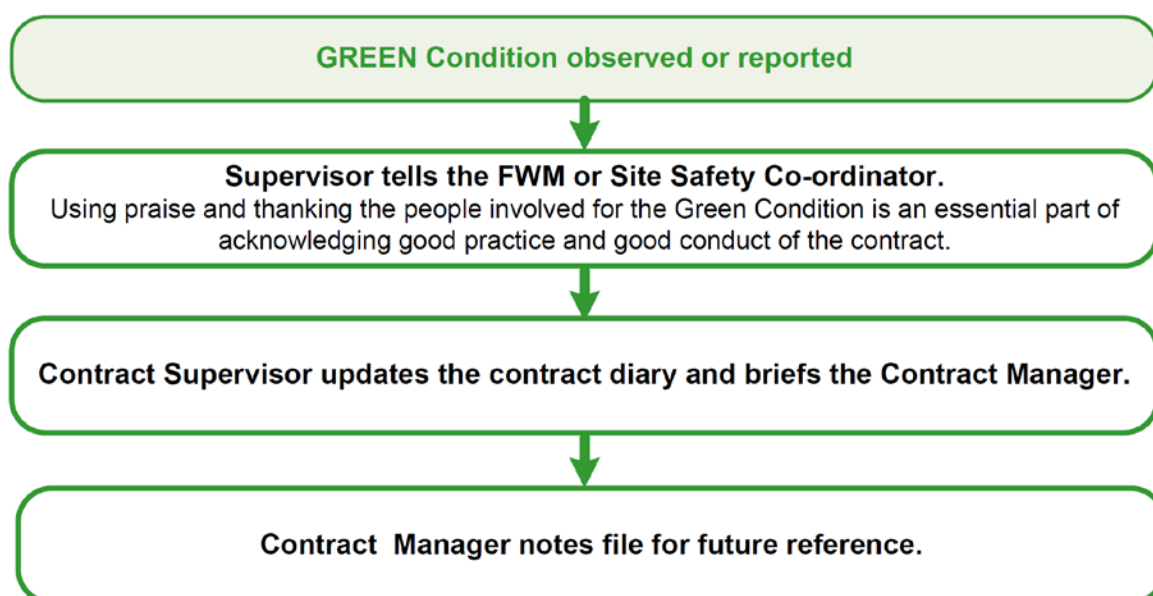 GREEN Condition observed or reported
Supervisor tells the FWM or Site Safety Co-ordinator.
Using praise and thanking the people involved for the Green Condition is an essential part of
acknowledging good practice and good conduct of the contract.
Contract Supervisor updates the contract diary and briefs the Contract Manager.
Contract Manager notes file for future reference.